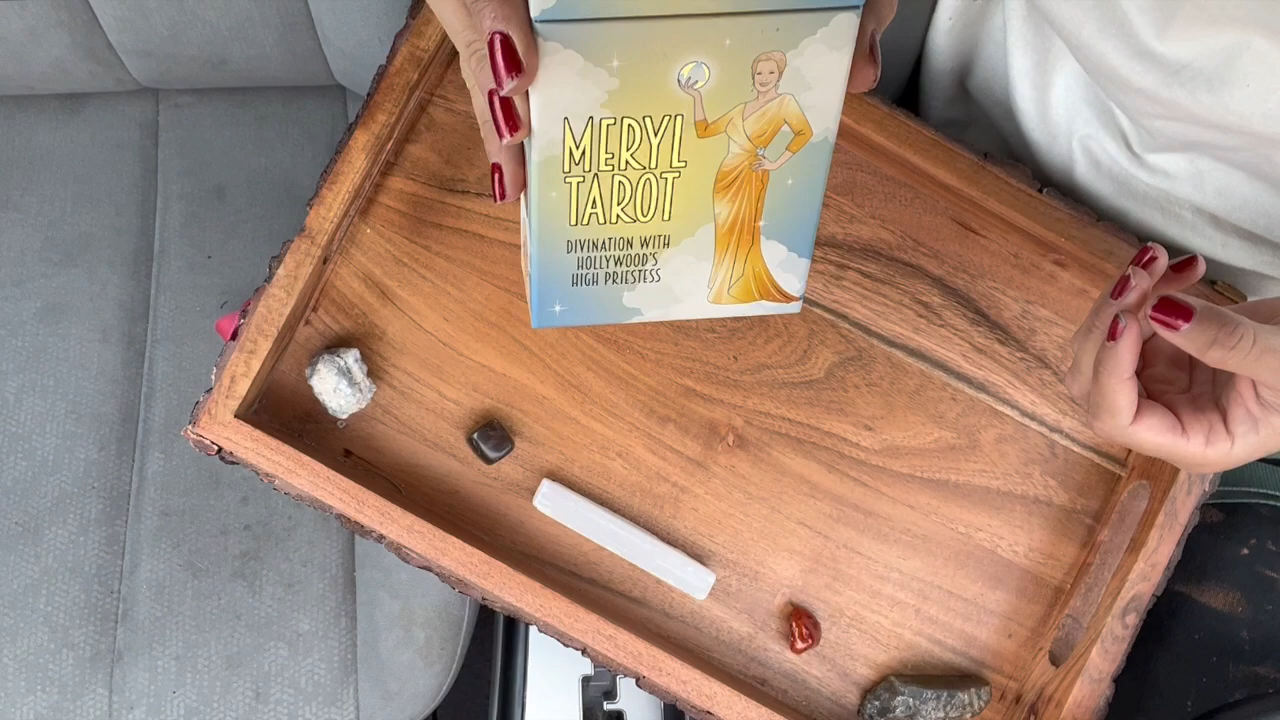 MERYL
TAROT
DIVINATION WITH
HOLLYWOOD'S
HIGH PRIESTESS